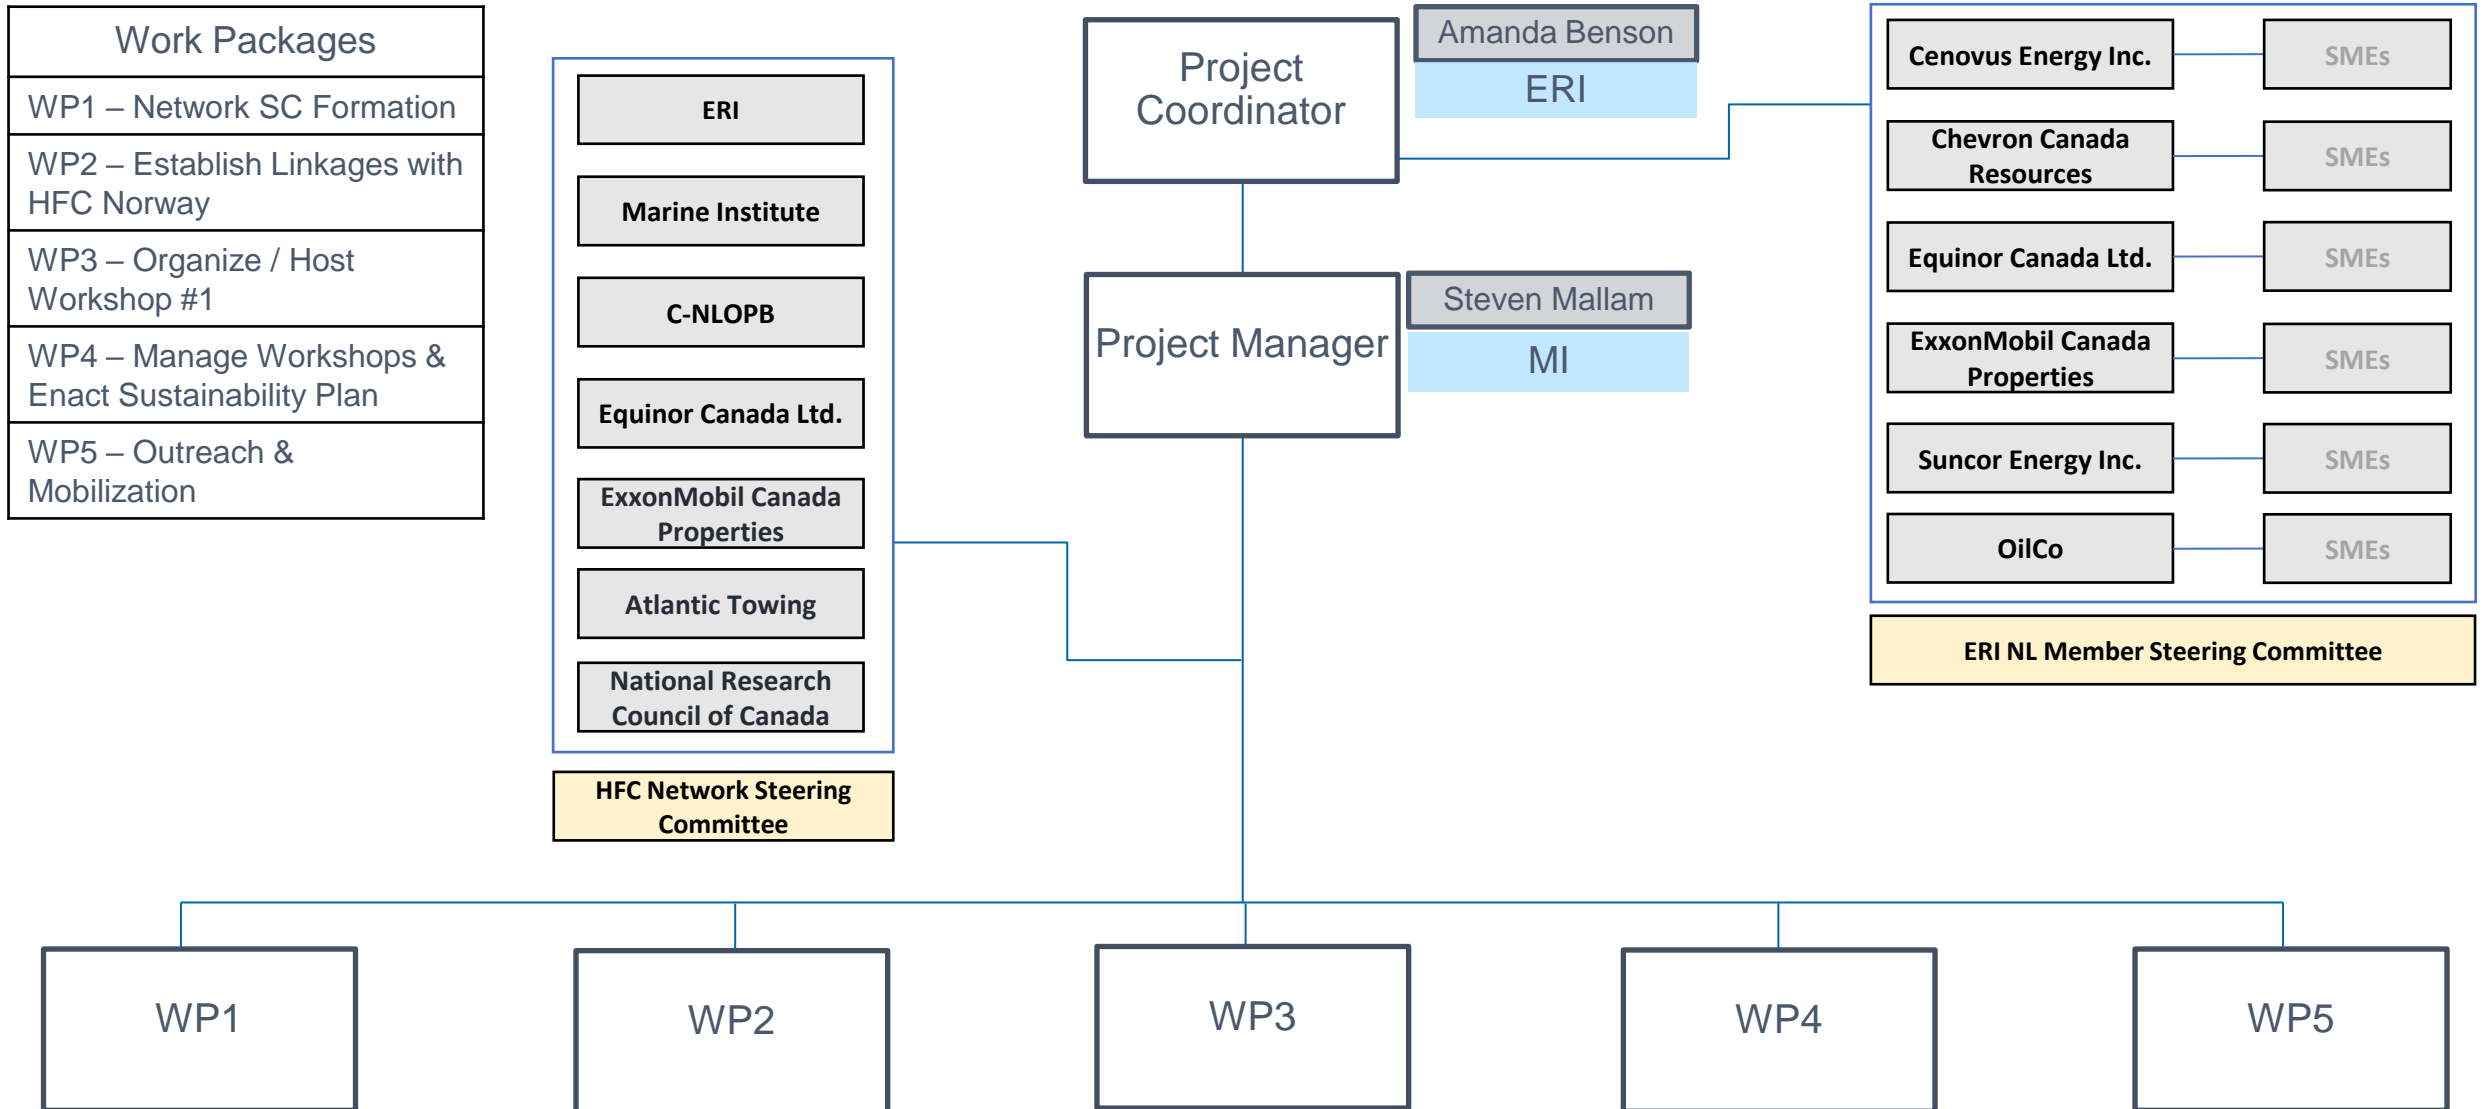 Work Packages
WP1 – Network SC Formation
WP2 – Establish Linkages with
HFC Norway
WP3 – Organize / Host
Workshop #1
WP4 – Manage Workshops &
Enact Sustainability Plan
WP5 – Outreach &
Mobilization
ERI
Marine Institute
C-NLOPB
Equinor Canada Ltd.
ExxonMobil Canada
Properties
Atlantic Towing
National Research
Council of Canada
HFC Network Steering
Committee
Project
Coordinator
Amanda Benson
ERI
Project Manager
Steven Mallam
MI
Cenovus Energy Inc.
SMEs
Chevron Canada
Resources
SMEs
Equinor Canada Ltd.
SMEs
ExxonMobil Canada
Properties
SMEs
Suncor Energy Inc.
SMEs
OilCo
SMEs
ERI NL Member Steering Committee
WP1
WP2
WP3
WP4
WP5